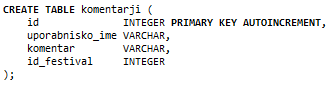 CREATE TABLE komentarji (
    id             INTEGER PRIMARY KEY AUTOINCREMENT,
    uporabnisko_ime VARCHAR,
    komentar       VARCHAR,
    id_festival    INTEGER
);